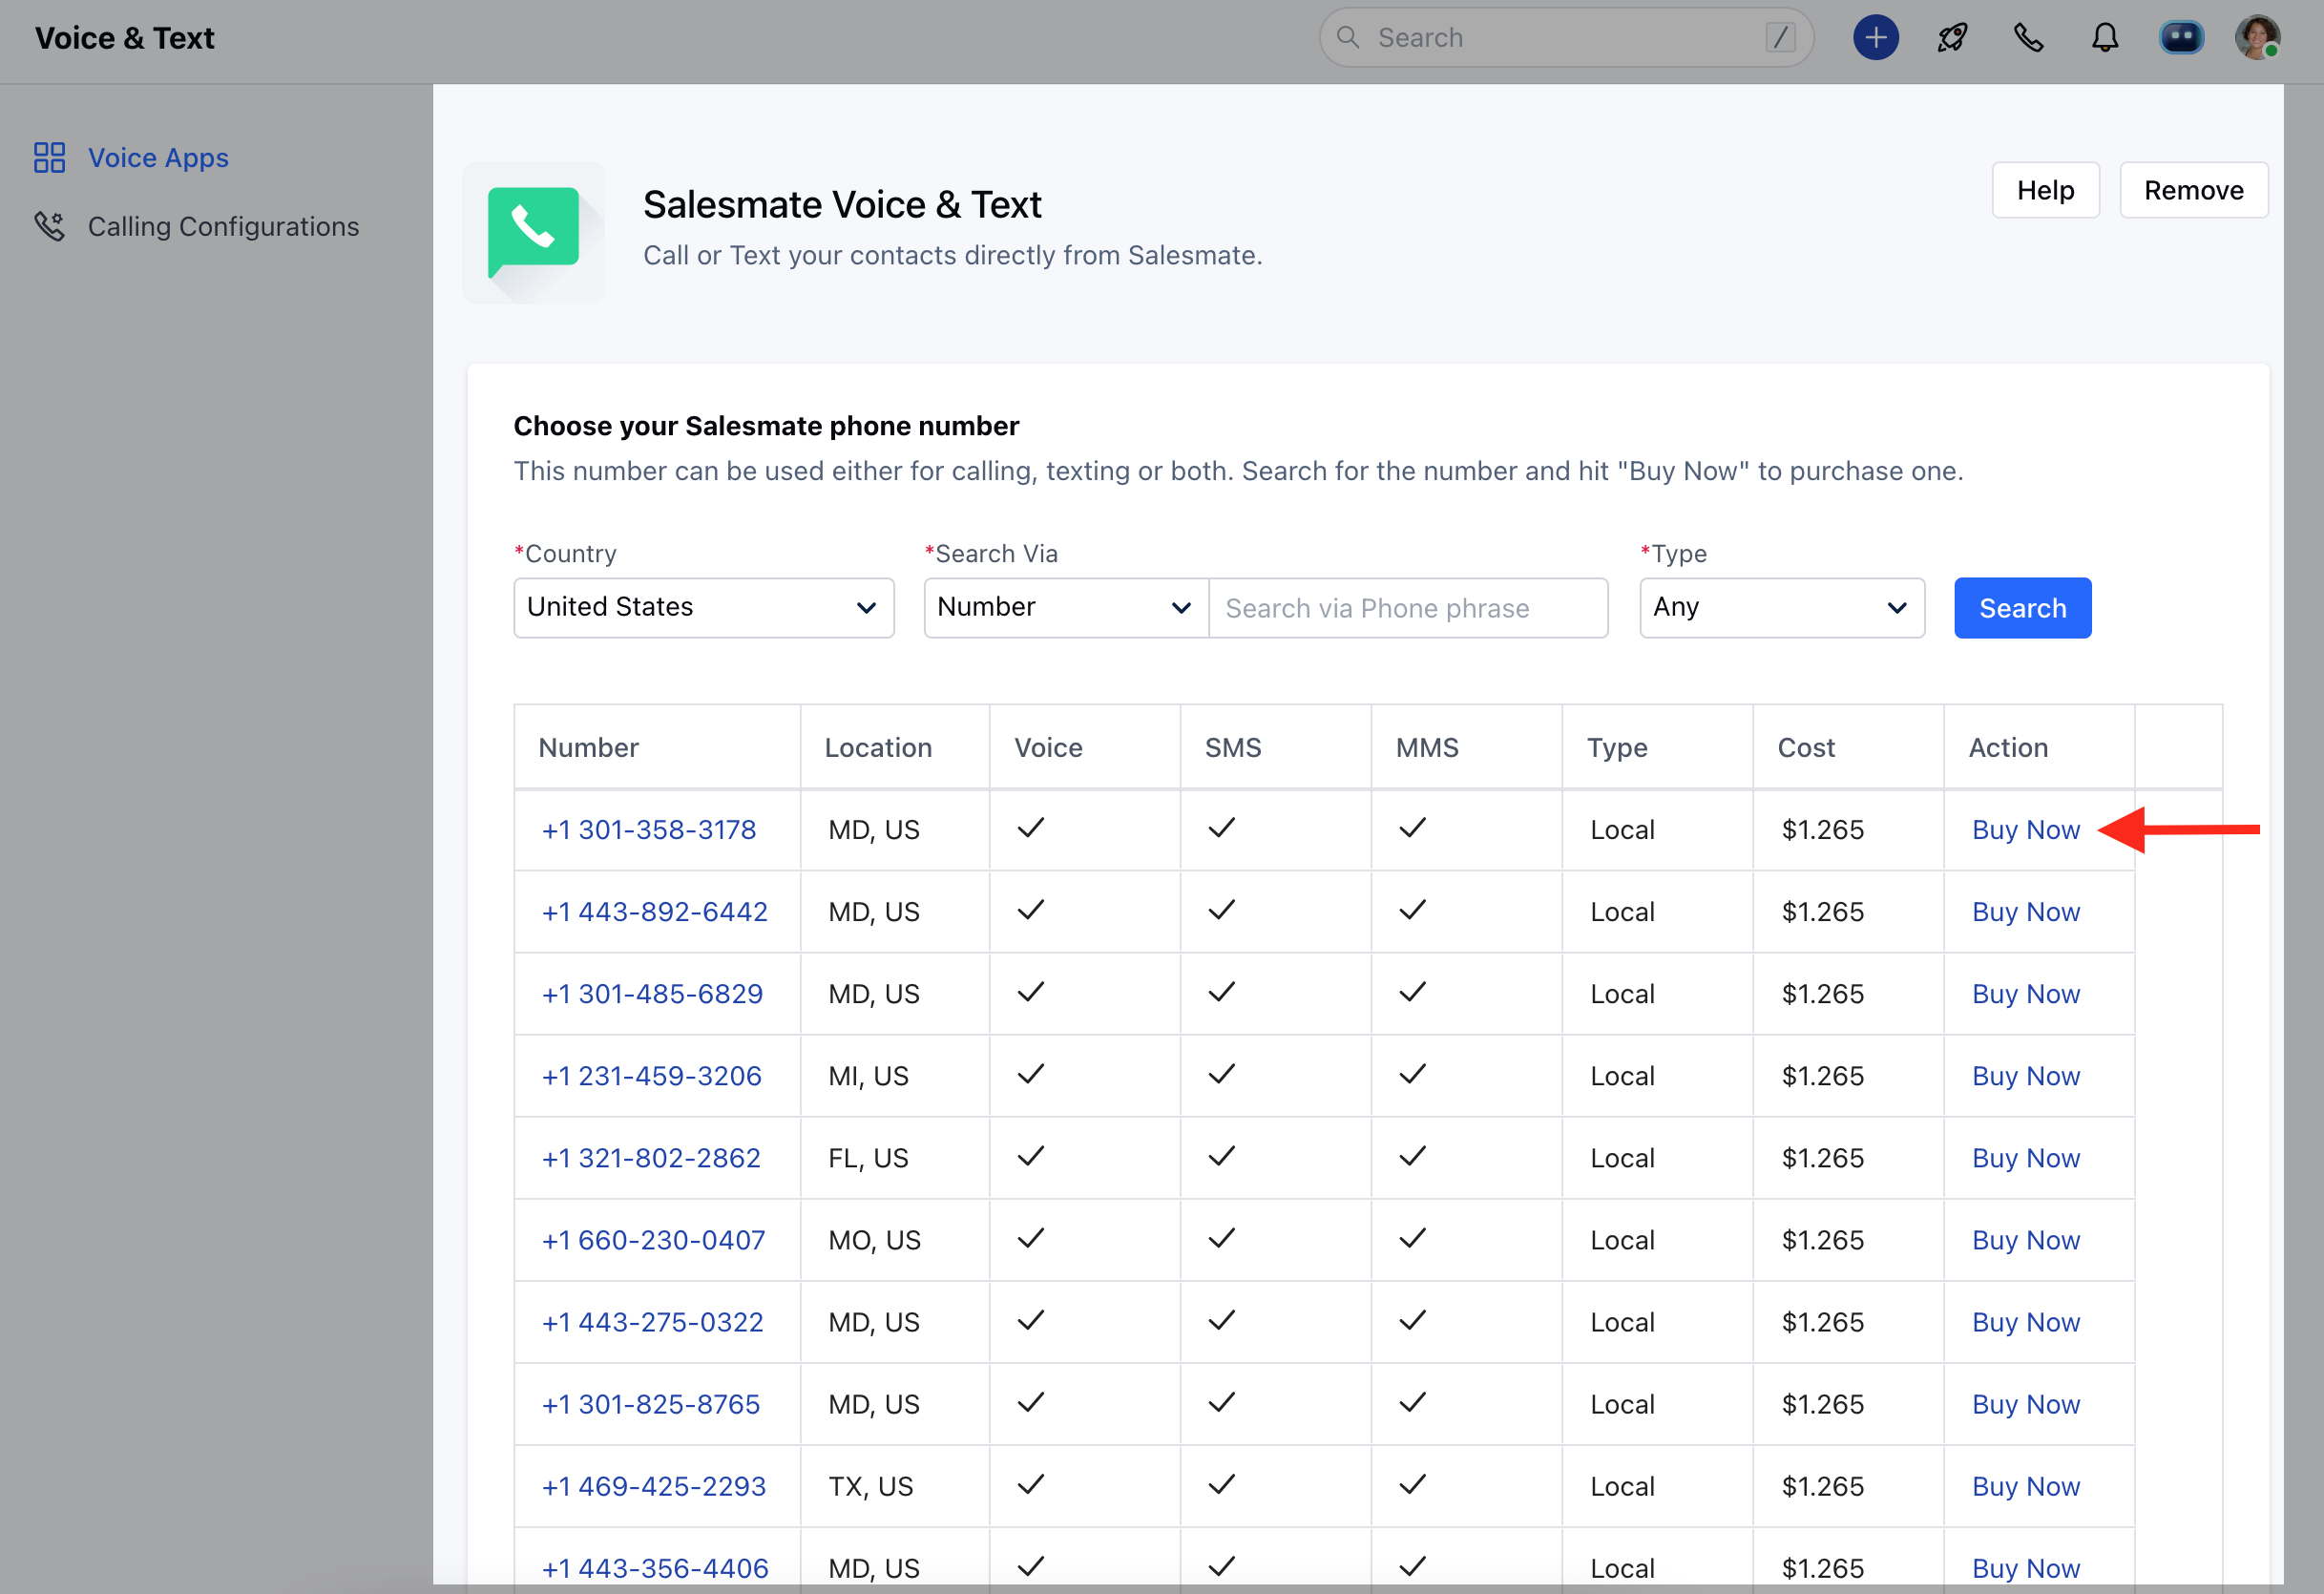 Voice & Text
Search /
Voice Apps
Calling Configurations
Salesmate Voice & Text
Call or Text your contacts directly from Salesmate.
Help Remove
Choose your Salesmate phone number
This number can be used either for calling, texting or both. Search for the number and hit "Buy Now" to purchase one.
*Country *Search Via *Type
United States Number Search via Phone phrase Any Search
Number Location Voice SMS MMS Type Cost Action
+1 301-358-3178 MD, US Local $1.265 Buy Now
+1 443-892-6442 MD, US Local $1.265 Buy Now
+1 301-485-6829 MD, US Local $1.265 Buy Now
+1 231-459-3206 MI, US Local $1.265 Buy Now
+1 321-802-2862 FL, US Local $1.265 Buy Now
+1 660-230-0407 MO, US Local $1.265 Buy Now
+1 443-275-0322 MD, US Local $1.265 Buy Now
+1 301-825-8765 MD, US Local $1.265 Buy Now
+1 469-425-2293 TX, US Local $1.265 Buy Now
+1 443-356-4406 MD, US Local $1.265 Buy Now